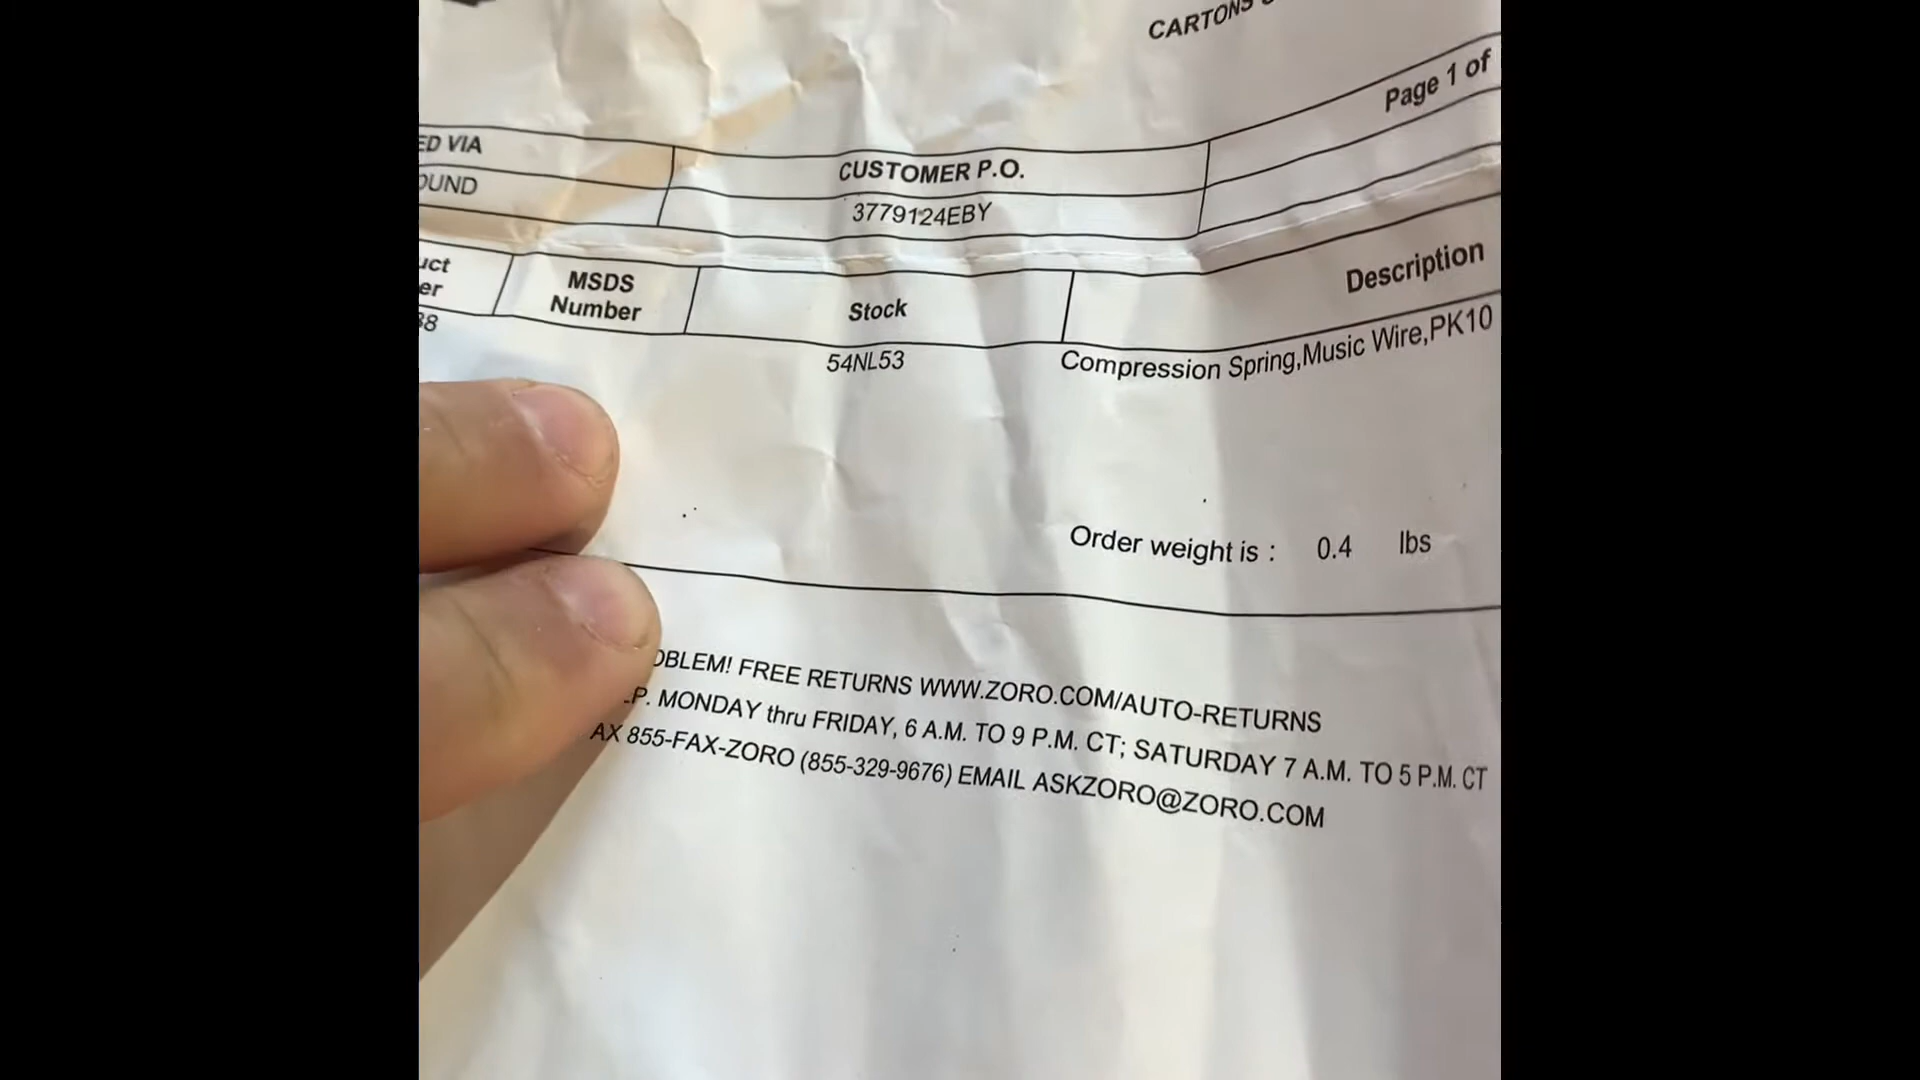 CARTONS
Page 1 of
ED VIA
CUSTOMER P.O.
OUND
3779124EBY
uct
er
MSDS
Number
Stock
Description
38
54NL53
Compression Spring,Music Wire,PK10
Order weight is : 0.4 lbs
OBLEM! FREE RETURNS WWW.ZORO.COM/AUTO-RETURNS
P. MONDAY thru FRIDAY, 6 A.M. TO 9 P.M. CT; SATURDAY 7 A.M. TO 5 P.M. CT
AX 855-FAX-ZORO (855-329-9676) EMAIL ASKZORO@ZORO.COM